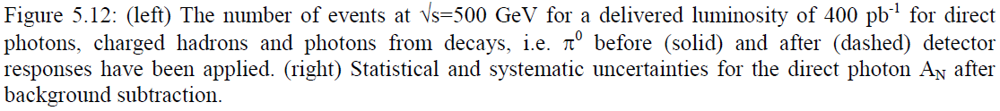 Figure 5.12: (left) The number of events at √s=500 GeV for a delivered luminosity of 400 pb⁻¹ for direct
photons, charged hadrons and photons from decays, i.e. π⁰ before (solid) and after (dashed) detector
responses have been applied. (right) Statistical and systematic uncertainties for the direct photon A_N after
background subtraction.